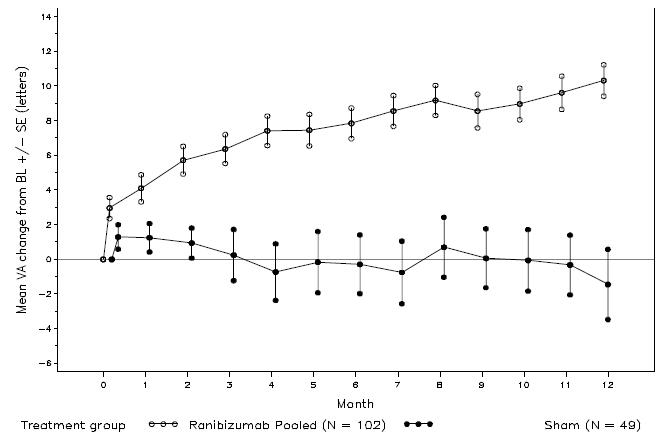 Mean VA change from BL +/− SE (letters)
14
12
10
8
6
4
2
0
−2
−4
−6
0 1 2 3 4 5 6 7 8 9 10 11 12
Month
Treatment group Ranibizumab Pooled (N = 102) Sham (N = 49)